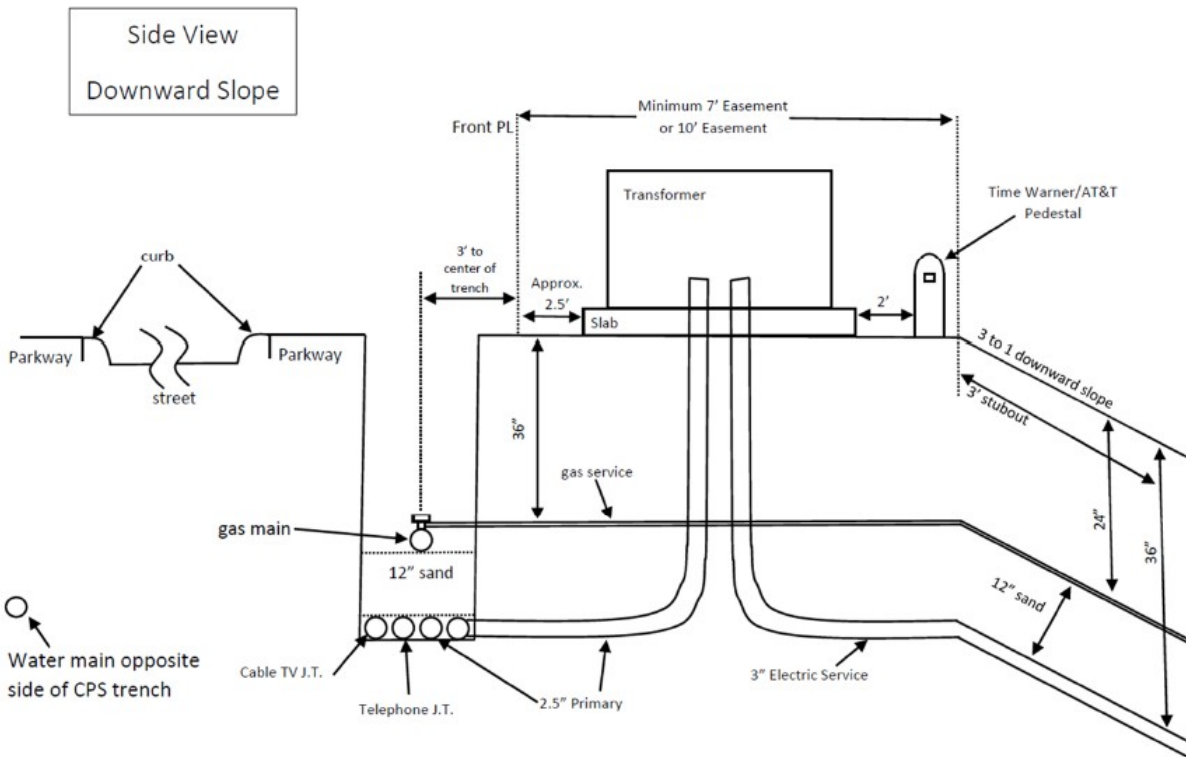 Side View
Downward Slope
Minimum 7’ Easement
or 10’ Easement
Front PL
Transformer
Time Warner/AT&T
Pedestal
curb
3’ to
center of
trench
Approx.
2.5’
2’
Slab
Parkway
Parkway
street
3 to 1 downward slope
3’ stubout
36”
gas service
24”
36”
gas main
12” sand
12” sand
Water main opposite
side of CPS trench
Cable TV J.T.
Telephone J.T.
2.5” Primary
3” Electric Service